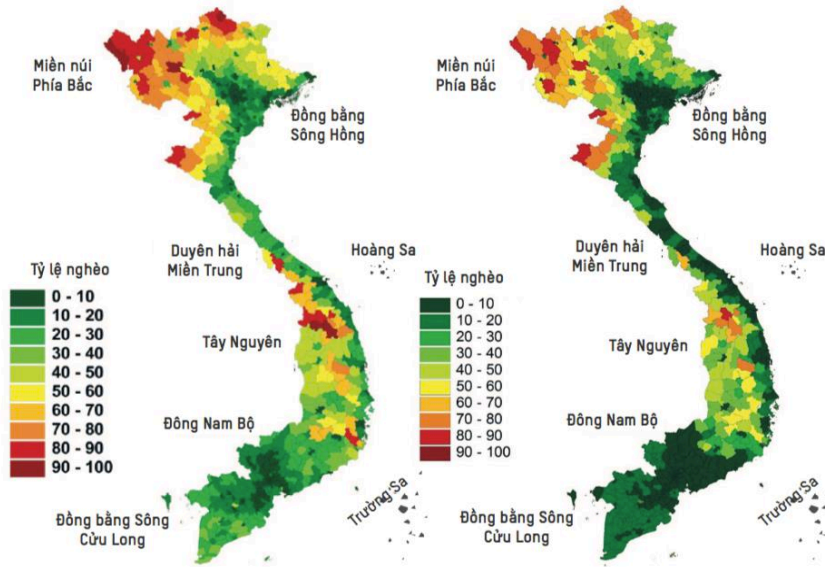 Miền núi
Phía Bắc
Đồng bằng
Sông Hồng
Duyên hải
Miền Trung
Hoàng Sa
Tỷ lệ nghèo
0 - 10
10 - 20
20 - 30
30 - 40
40 - 50
50 - 60
60 - 70
70 - 80
80 - 90
90 - 100
Tây Nguyên
Đông Nam Bộ
Đồng bằng Sông
Cửu Long
Trường Sa
Miền núi
Phía Bắc
Đồng bằng
Sông Hồng
Duyên hải
Miền Trung
Hoàng Sa
Tỷ lệ nghèo
0 - 10
10 - 20
20 - 30
30 - 40
40 - 50
50 - 60
60 - 70
70 - 80
80 - 90
90 - 100
Tây Nguyên
Đông Nam Bộ
Đồng bằng Sông
Cửu Long
Trường Sa